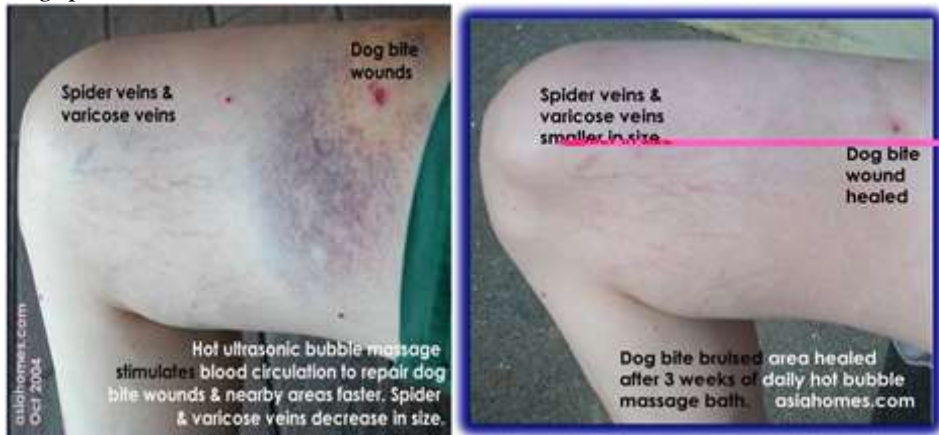 Dog bite
wounds
Spider veins &
varicose veins
Hot ultrasonic bubble massage
stimulates blood circulation to repair dog
bite wounds & nearby areas faster. Spider
& varicose veins decrease in size.
asiahomes.com
Oct 2004
Spider veins &
varicose veins
smaller in size
Dog bite
wound
healed
Dog bite bruised area healed
after 3 weeks of daily hot bubble
massage bath. asiahomes.com